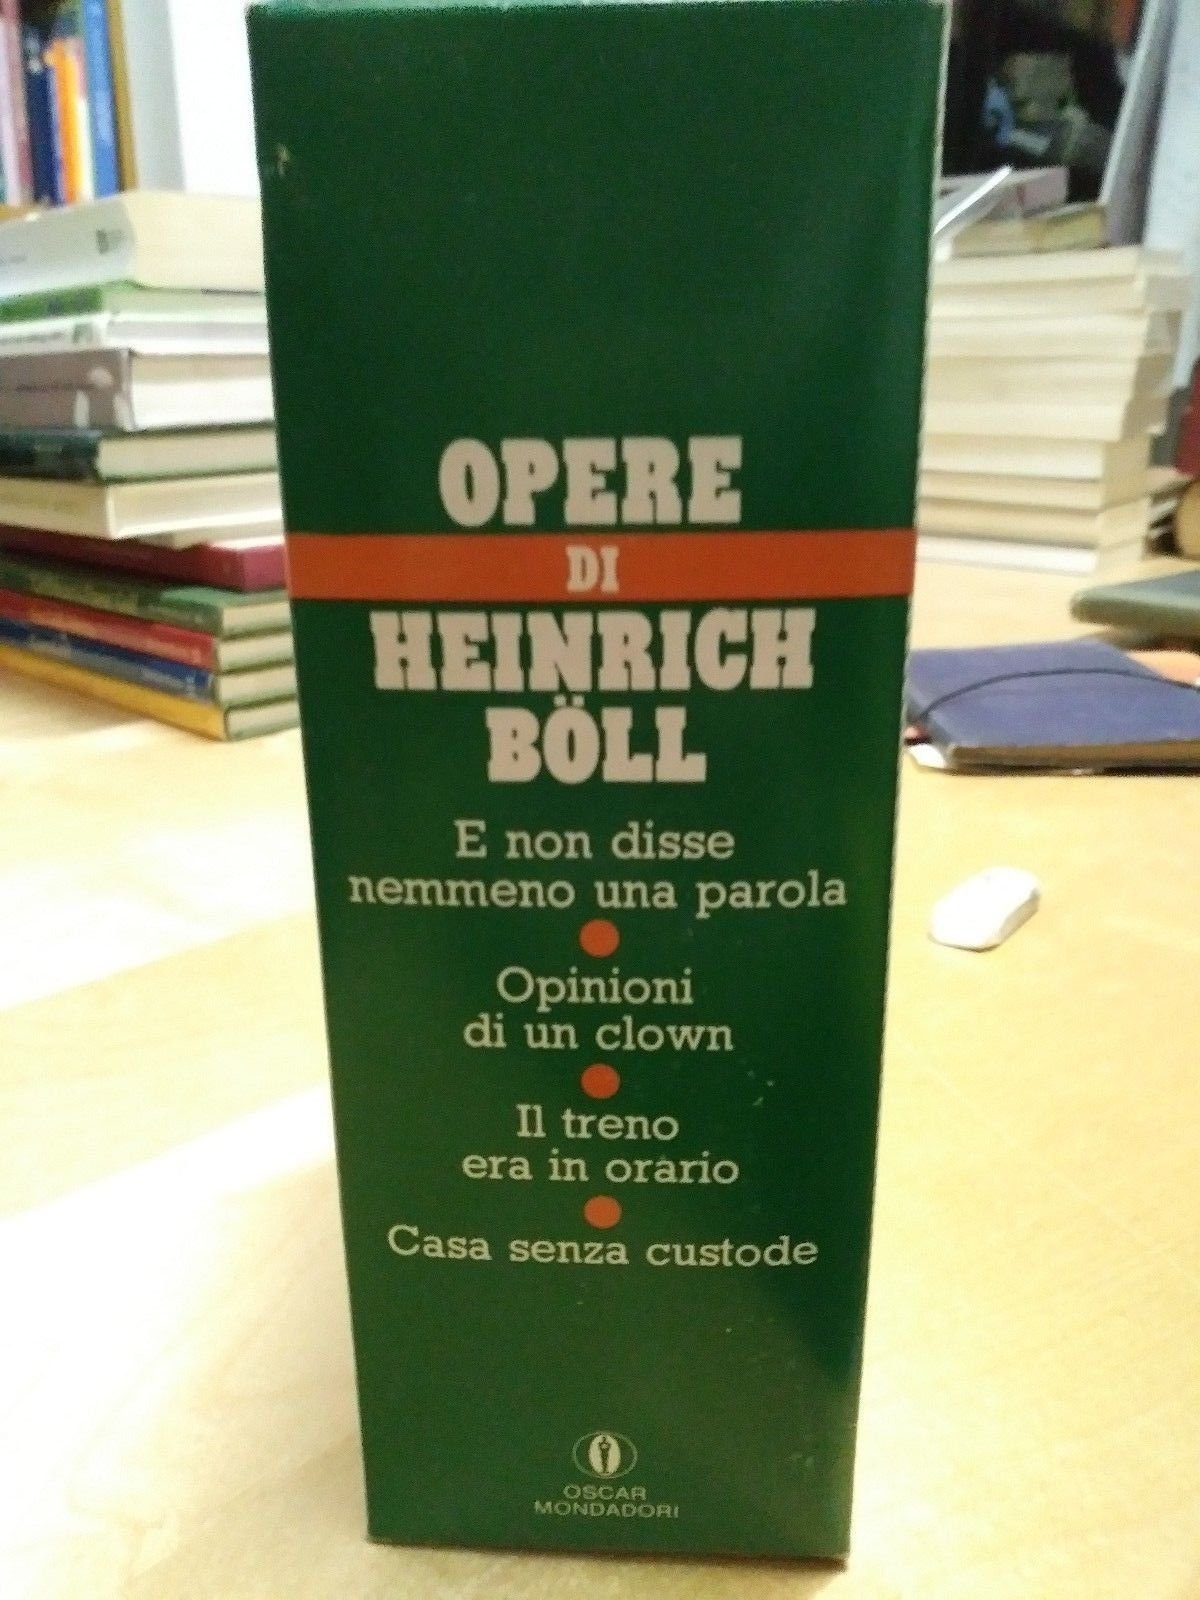 OPERE
DI
HEINRICH
BÖLL
E non disse
nemmeno una parola
Opinioni
di un clown
Il treno
era in orario
Casa senza custode
OSCAR
MONDADORI